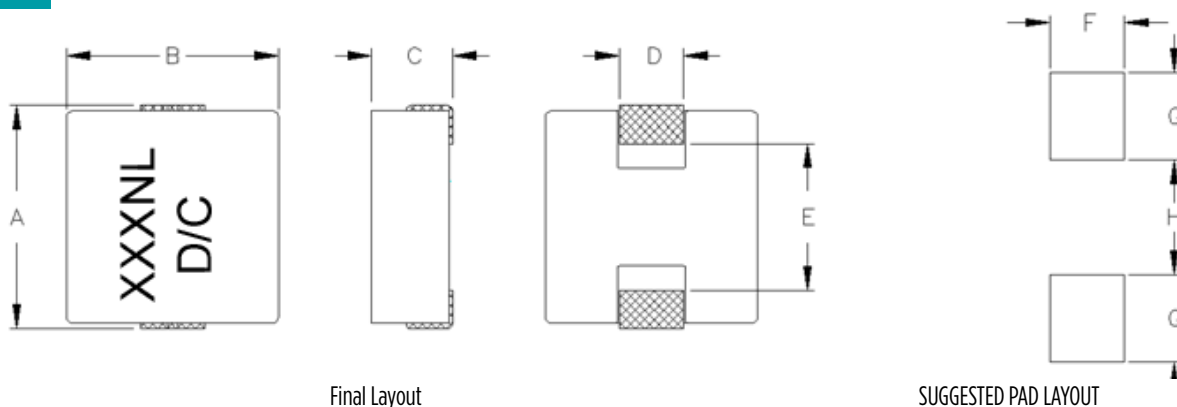 F
B
C
D
G
A
XXXNL
D/C
E
H
G
Final Layout
SUGGESTED PAD LAYOUT